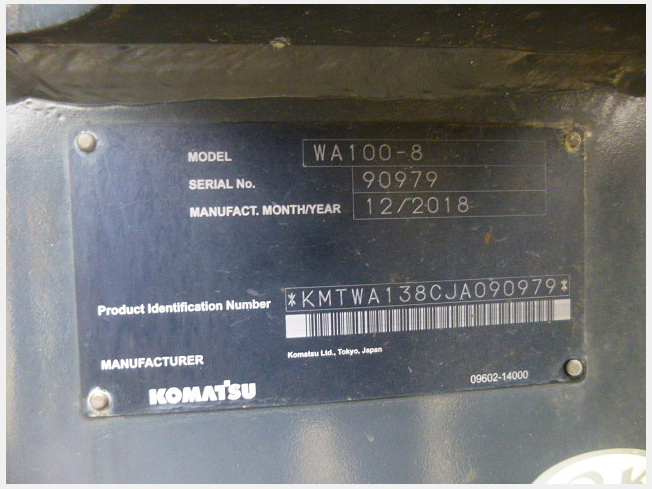 MODEL WA100-8
SERIAL No. 90979
MANUFACT. MONTH/YEAR 12/2018
Product Identification Number *KMTWA138CJA090979*
MANUFACTURER Komatsu Ltd., Tokyo, Japan
KOMATSU 09602-14000